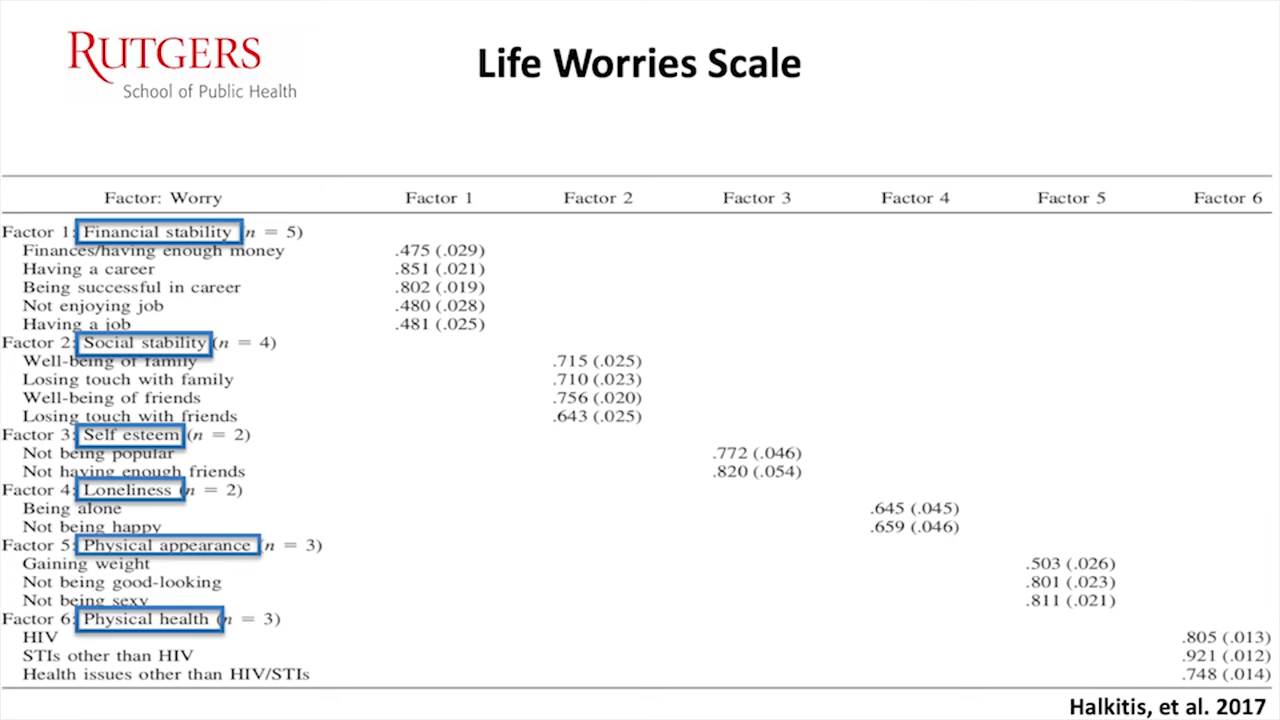 RUTGERS
School of Public Health
Life Worries Scale
Factor: Worry Factor 1 Factor 2 Factor 3 Factor 4 Factor 5 Factor 6
Factor 1: Financial stability (n = 5)
Finances/having enough money .475 (.029)
Having a career .851 (.021)
Being successful in career .802 (.019)
Not enjoying job .480 (.028)
Having a job .481 (.025)
Factor 2: Social stability (n = 4)
Well-being of family .715 (.025)
Losing touch with family .710 (.023)
Well-being of friends .756 (.020)
Losing touch with friends .643 (.025)
Factor 3: Self esteem (n = 2)
Not being popular .772 (.046)
Not having enough friends .820 (.054)
Factor 4: Loneliness (n = 2)
Being alone .645 (.045)
Not being happy .659 (.046)
Factor 5: Physical appearance (n = 3)
Gaining weight .503 (.026)
Not being good-looking .801 (.023)
Not being sexy .811 (.021)
Factor 6: Physical health (n = 3)
HIV .805 (.013)
STIs other than HIV .921 (.012)
Health issues other than HIV/STIs .748 (.014)
Halkitis, et al. 2017